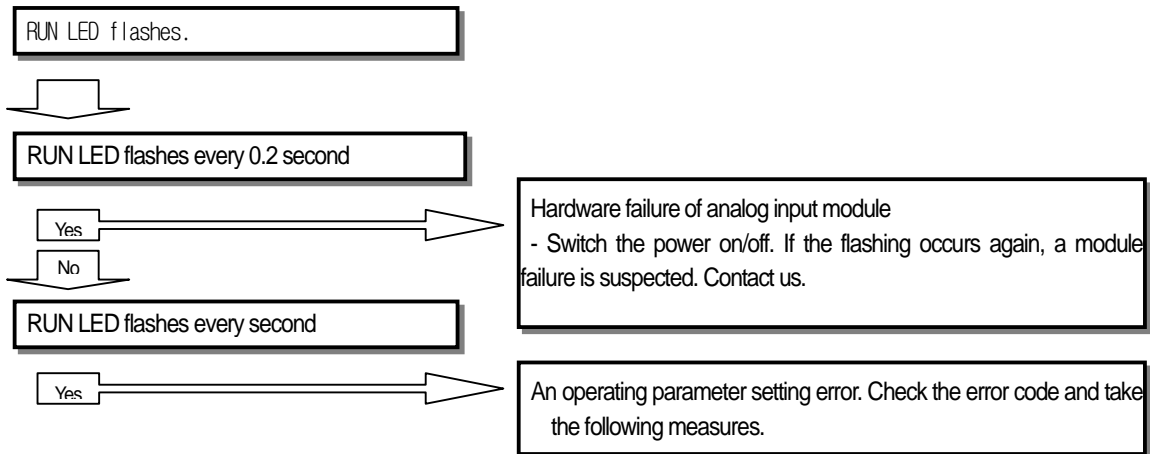 RUN LED flashes.
RUN LED flashes every 0.2 second
Yes
Hardware failure of analog input module
- Switch the power on/off. If the flashing occurs again, a module
failure is suspected. Contact us.
No
RUN LED flashes every second
Yes
An operating parameter setting error. Check the error code and take
the following measures.